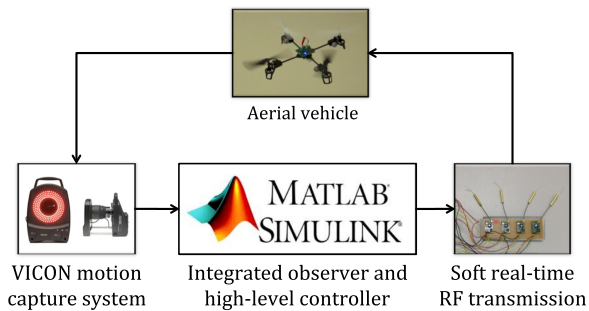 Aerial vehicle
MATLAB®
SIMULINK®
VICON motion
capture system
Integrated observer and
high-level controller
Soft real-time
RF transmission